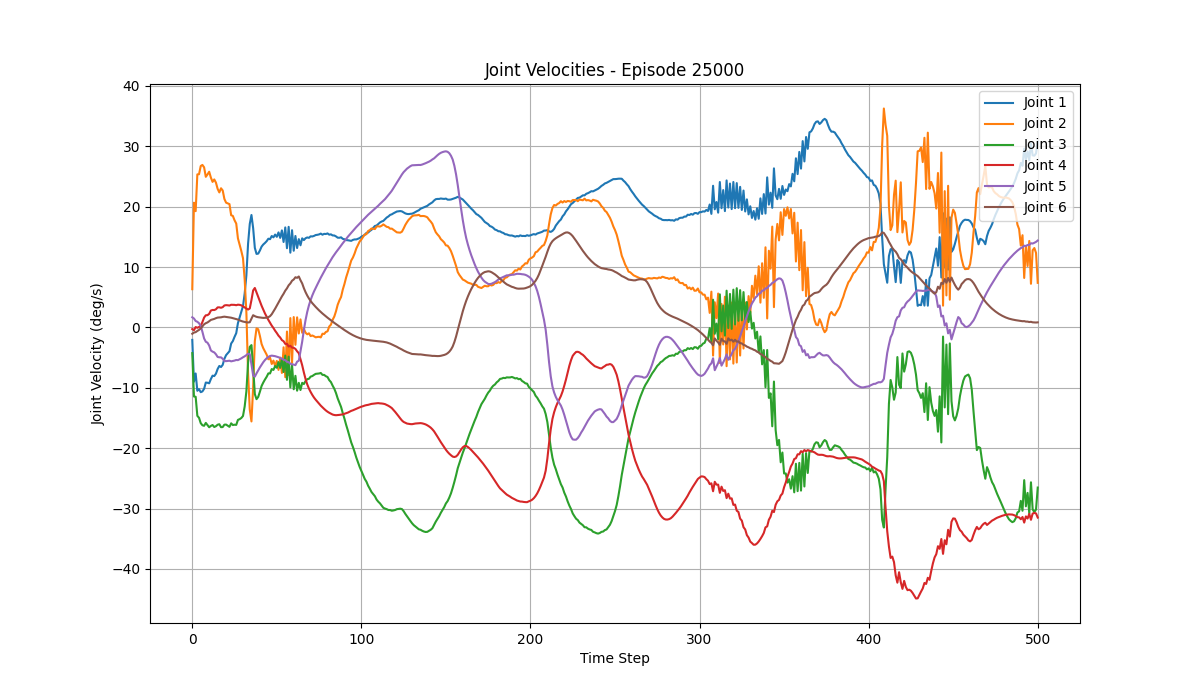 Joint Velocities - Episode 25000
Joint Velocity (deg/s)
40
30
20
10
0
−10
−20
−30
−40
Joint 1
Joint 2
Joint 3
Joint 4
Joint 5
Joint 6
0 100 200 300 400 500
Time Step